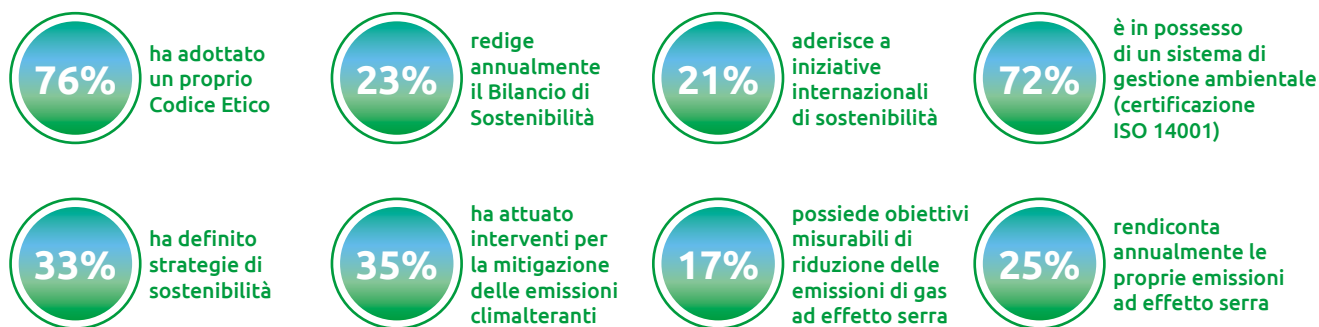 76%
ha adottato
un proprio
Codice Etico
23%
redige
annualmente
il Bilancio di
Sostenibilità
21%
aderisce a
iniziative
internazionali
di sostenibilità
72%
è in possesso
di un sistema di
gestione ambientale
(certificazione
ISO 14001)
33%
ha definito
strategie di
sostenibilità
35%
ha attuato
interventi per
la mitigazione
delle emissioni
climalteranti
17%
possiede obiettivi
misurabili di
riduzione delle
emissioni di gas
ad effetto serra
25%
rendiconta
annualmente le
proprie emissioni
ad effetto serra